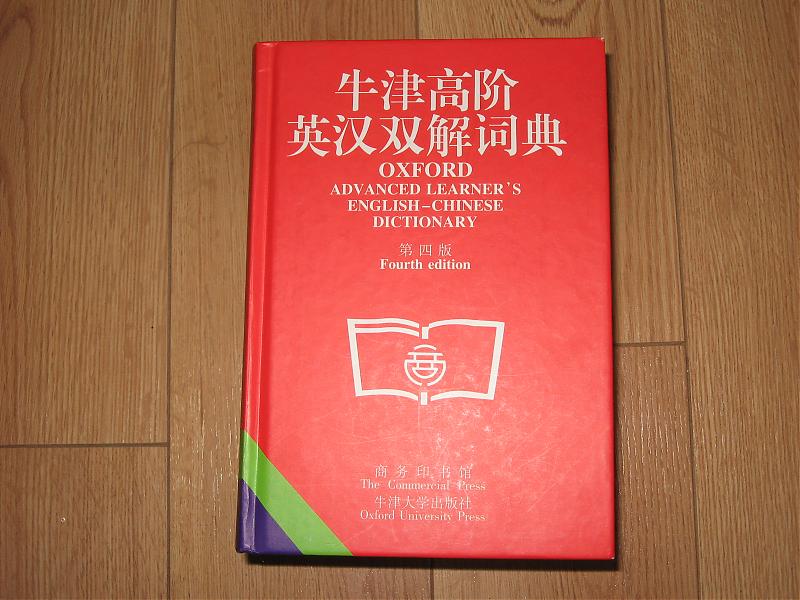 牛津高阶
英汉双解词典
OXFORD
ADVANCED LEARNER'S
ENGLISH-CHINESE
DICTIONARY
第四版
Fourth edition
商
商务印书馆
The Commercial Press
牛津大学出版社
Oxford University Press